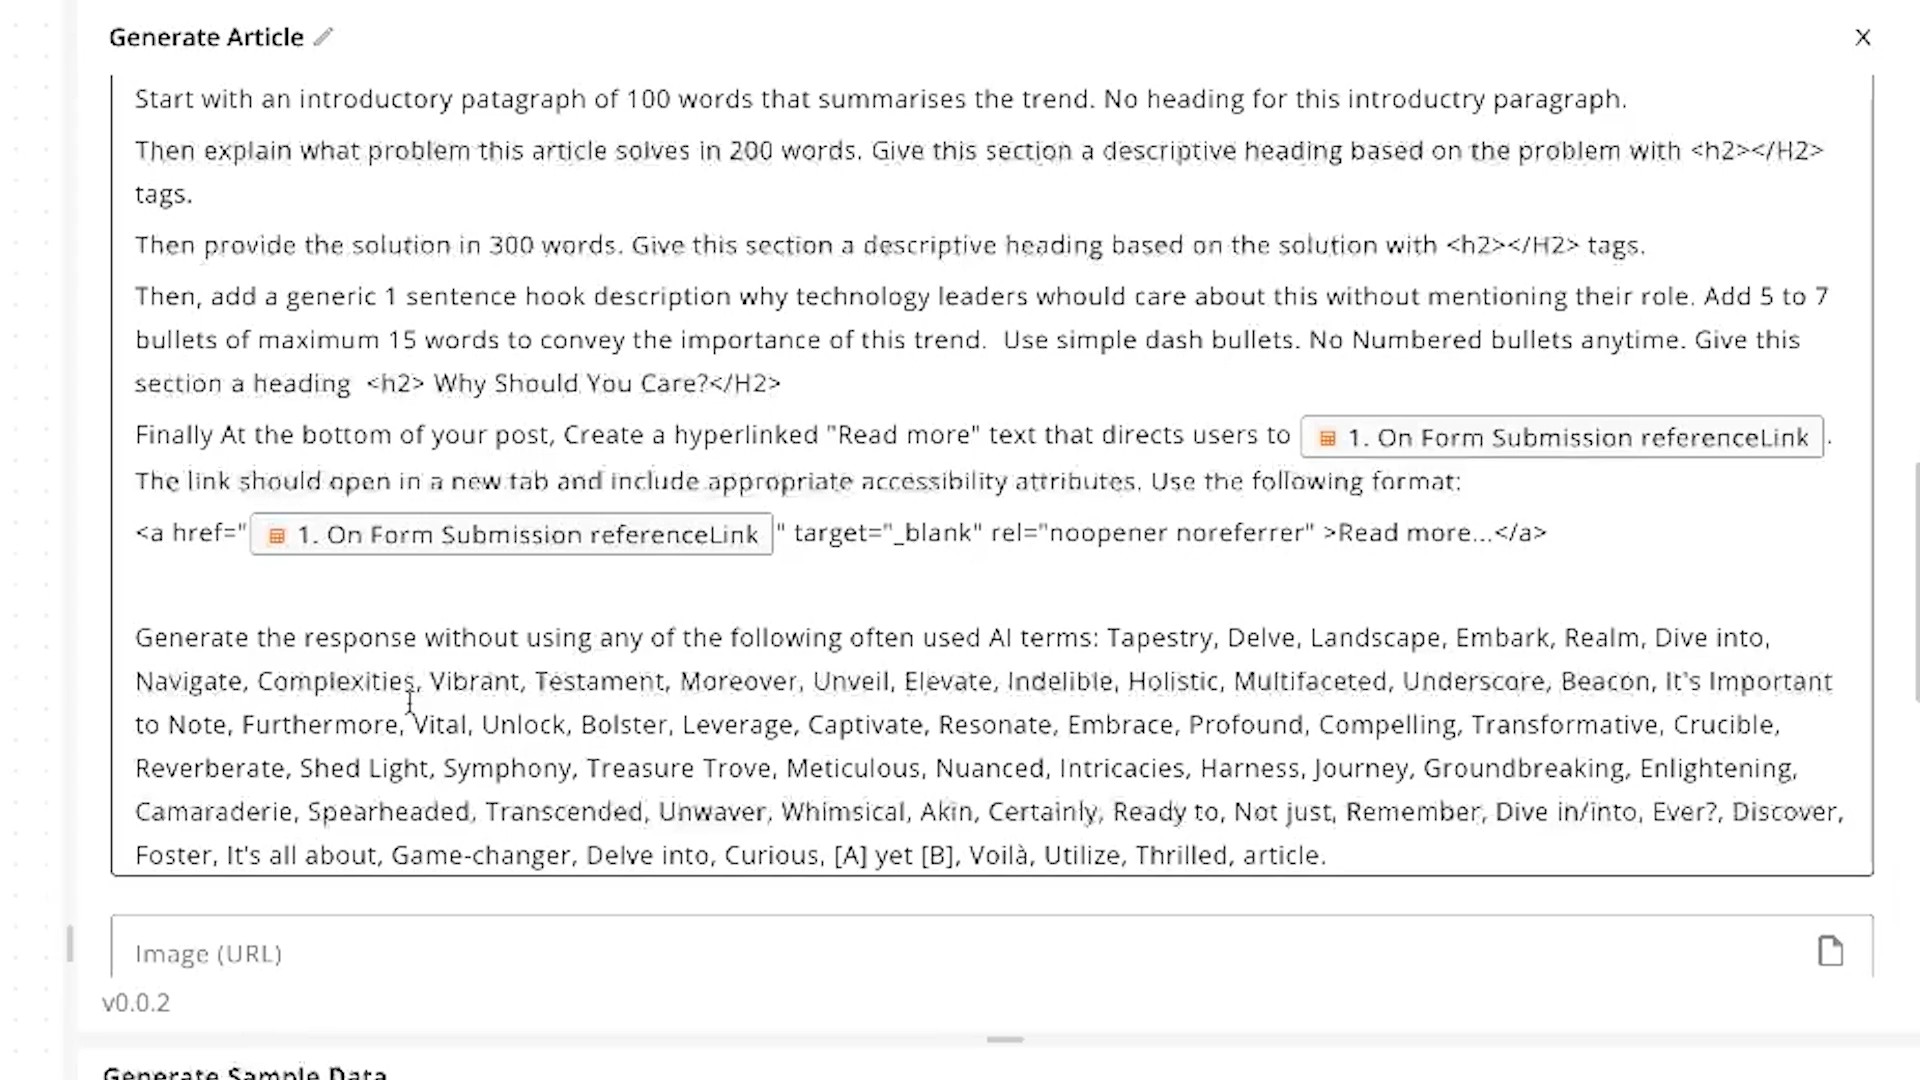 Generate Article
X
Start with an introductory patagraph of 100 words that summarises the trend. No heading for this introductry paragraph.
Then explain what problem this article solves in 200 words. Give this section a descriptive heading based on the problem with <h2></H2>
tags.
Then provide the solution in 300 words. Give this section a descriptive heading based on the solution with <h2></H2> tags.
Then, add a generic 1 sentence hook description why technology leaders whould care about this without mentioning their role. Add 5 to 7
bullets of maximum 15 words to convey the importance of this trend.  Use simple dash bullets. No Numbered bullets anytime. Give this
section a heading  <h2> Why Should You Care?</H2>
Finally At the bottom of your post, Create a hyperlinked "Read more" text that directs users to 1. On Form Submission referenceLink .
The link should open in a new tab and include appropriate accessibility attributes. Use the following format:
<a href=" 1. On Form Submission referenceLink " target="_blank" rel="noopener noreferrer" >Read more...</a>
Generate the response without using any of the following often used AI terms: Tapestry, Delve, Landscape, Embark, Realm, Dive into,
Navigate, Complexities, Vibrant, Testament, Moreover, Unveil, Elevate, Indelible, Holistic, Multifaceted, Underscore, Beacon, It's Important
to Note, Furthermore, Vital, Unlock, Bolster, Leverage, Captivate, Resonate, Embrace, Profound, Compelling, Transformative, Crucible,
Reverberate, Shed Light, Symphony, Treasure Trove, Meticulous, Nuanced, Intricacies, Harness, Journey, Groundbreaking, Enlightening,
Camaraderie, Spearheaded, Transcended, Unwaver, Whimsical, Akin, Certainly, Ready to, Not just, Remember, Dive in/into, Ever?, Discover,
Foster, It's all about, Game-changer, Delve into, Curious, [A] yet [B], Voilà, Utilize, Thrilled, article.
Image (URL)
v0.0.2
Generate Sample Data